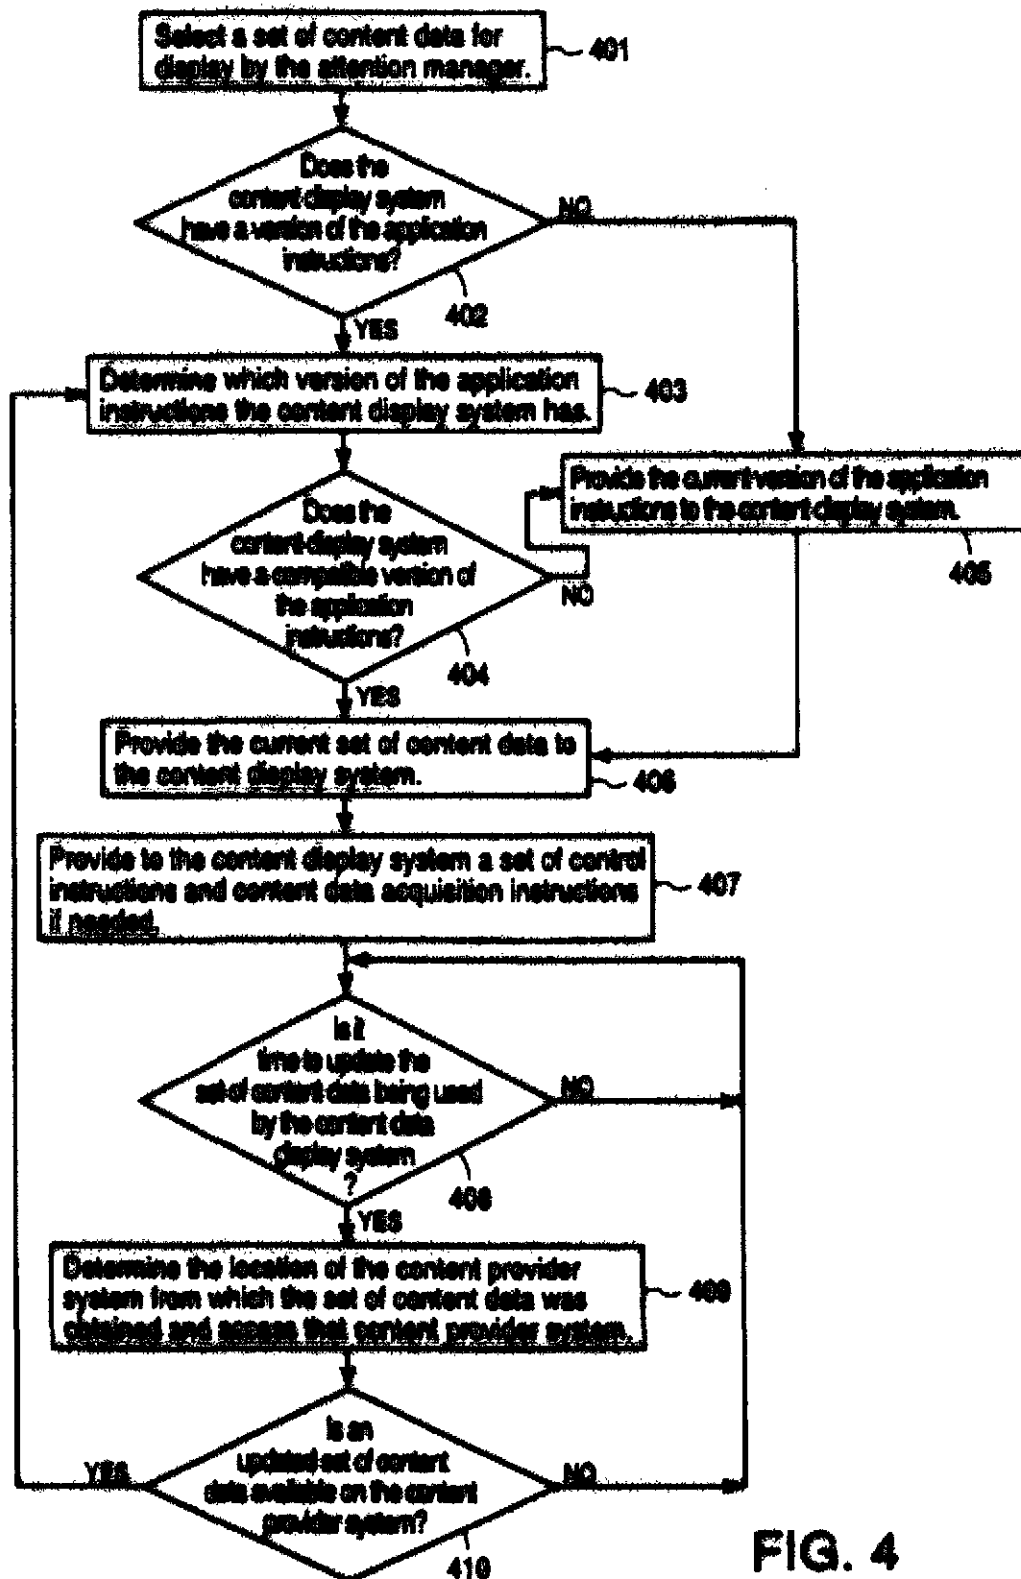 Select a set of content data for
display by the attention manager.
401
Does the
content display system
have a version of the application
instructions?
NO
402
YES
Determine which version of the application
instructions the content display system has.
403
Provide the current version of the application
instructions to the content display system.
405
Does the
content display system
have a compatible version of
the application
instructions?
NO
404
YES
Provide the current set of content data to
the content display system.
406
Provide to the content display system a set of control
instructions and content data acquisition instructions
if needed.
407
Is it
time to update the
set of content data being used
by the content data
display system
?
NO
408
YES
Determine the location of the content provider
system from which the set of content data was
obtained and access that content provider system.
409
Is an
updated set of content
data available on the content
provider system?
YES
NO
410
FIG. 4